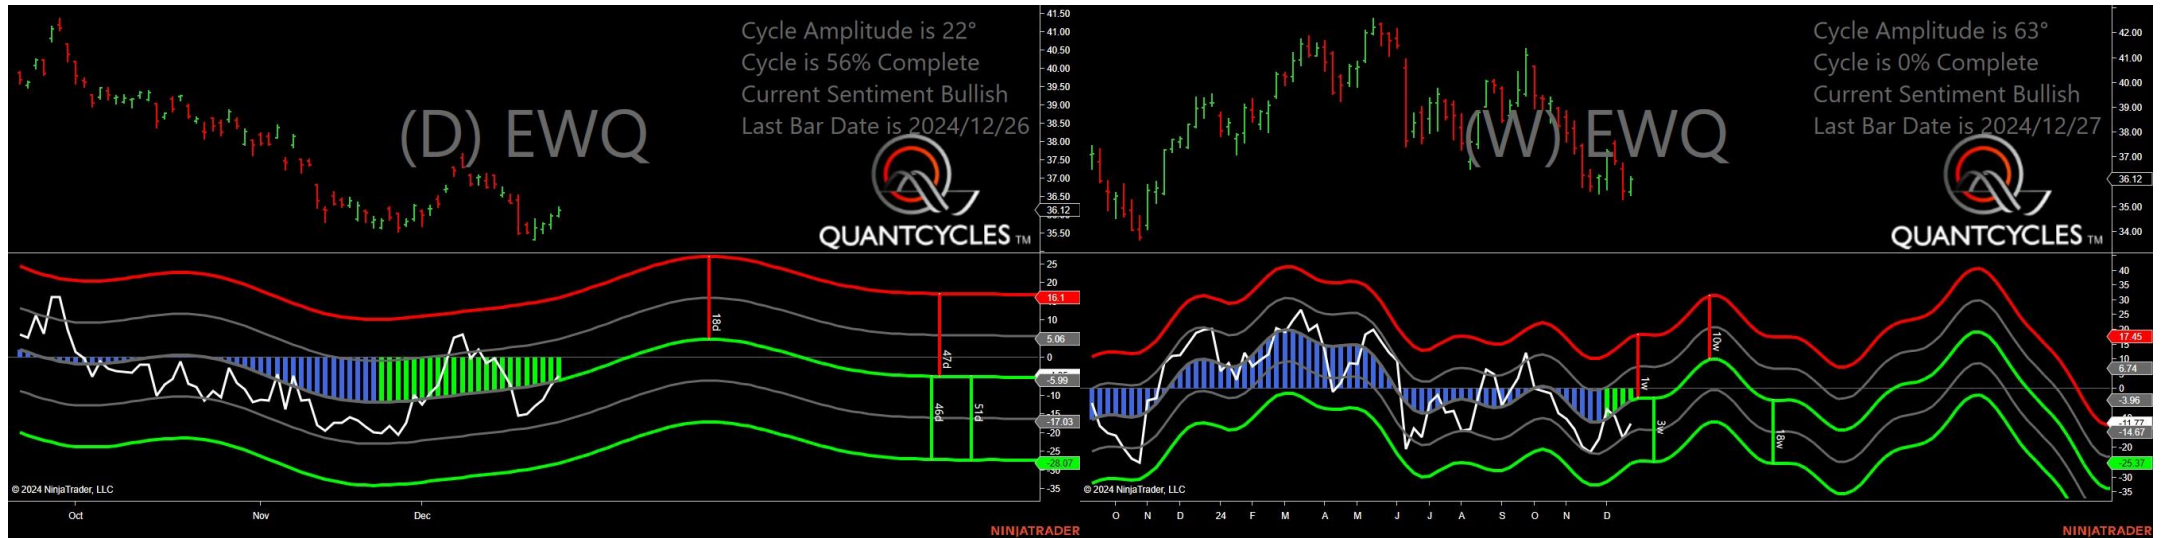 (D) EWQ
Cycle Amplitude is 22°
Cycle is 56% Complete
Current Sentiment Bullish
Last Bar Date is 2024/12/26
QUANTCYCLES TM
41.50
41.00
40.50
40.00
39.50
39.00
38.50
38.00
37.50
37.00
36.50
36.12
35.50
25
20
16.1
10
5.06
0
-5.99
-10
-15
-17.03
-20
-25
-28.07
-35
18d
47d
46d
51d
© 2024 NinjaTrader, LLC
Oct Nov Dec
NINJATRADER
(W) EWQ
Cycle Amplitude is 63°
Cycle is 0% Complete
Current Sentiment Bullish
Last Bar Date is 2024/12/27
QUANTCYCLES TM
42.00
41.00
40.00
39.00
38.00
37.00
36.12
35.00
34.00
40
35
30
25
17.45
15
10
6.74
0
-3.96
-11.77
-14.67
-20
-25.37
-30
-35
1w
10w
3w
18w
© 2024 NinjaTrader, LLC
O N D 24 F M A M J J A S O N D
NINJATRADER